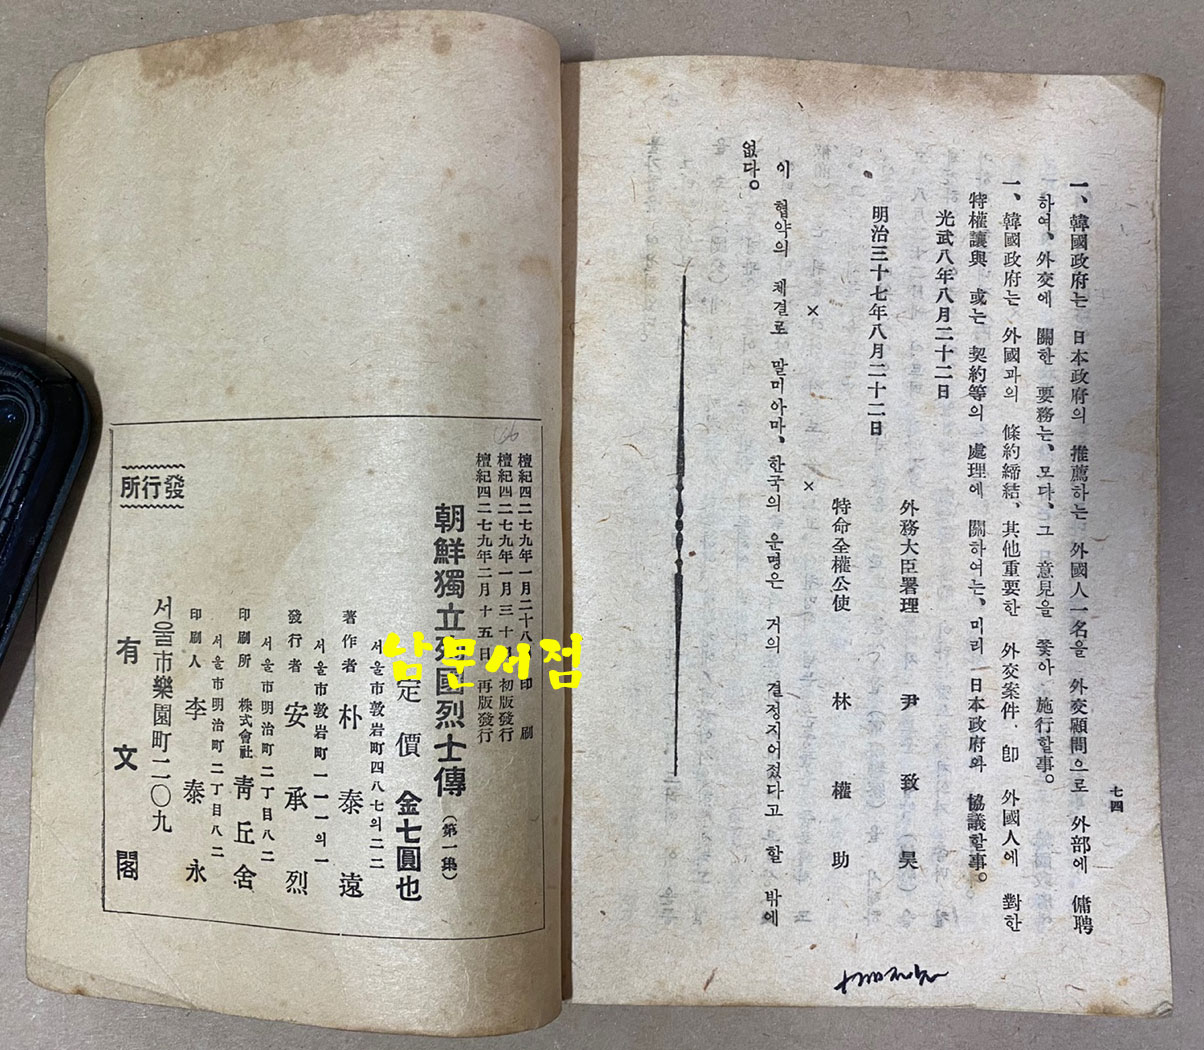 七四
一、韓國政府는 日本政府의 推薦하는 外國人一名을 外交顧問으로 外部에 傭聘
하여、外交에 關한 要務는、모다、그 意見을 쫓아 施行할事。
一、韓國政府는 外國과의 條約締結、其他重要한 外交案件・卽 外國人에 對한
特權讓與 或는 契約等의 處理에 關하여는、미리 日本政府와 協議할事。
光武八年八月二十二日
外務大臣署理 尹致昊
明治三十七年八月二十二日
特命全權公使 林權助
× ×
이 협약의 체결로 말미아마、한국의 운명은 거의 결정지어졌다고 할 밖에
없다。
檀紀四二七九年一月二十八 印刷
檀紀四二七九年一月三十 初版發行
檀紀四二七九年二月十五日 再版發行
朝鮮獨立 國烈士傳 (第一集)
定價 金七圓也
서울市敦岩町四八七의二二
著作者 朴泰遠
서울市敦岩町一一一의一
發行者 安承烈
서울市明治町二丁目八二
印刷所 株式會社 靑丘舍
서울市明治町二丁目八二
印刷人 李泰永
發行所
서울市樂園町二〇九
有文閣
남문서점